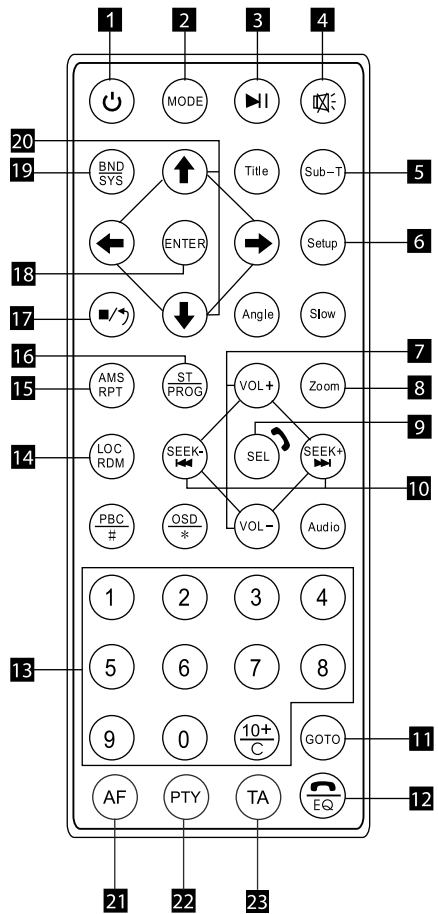 1 2 3 4
MODE
20
19 BND
SYS
Title Sub-T 5
ENTER Setup 6
18
17 Angle Slow
16 7
15 AMS
RPT
ST
PROG
VOL+ Zoom 8
9
14 LOC
RDM
SEEK- SEL SEEK+
10
PBC
#
OSD
*
VOL- Audio
1 2 3 4
13 5 6 7 8
9 0 10+
C
GOTO 11
AF PTY TA EQ 12
21 22 23